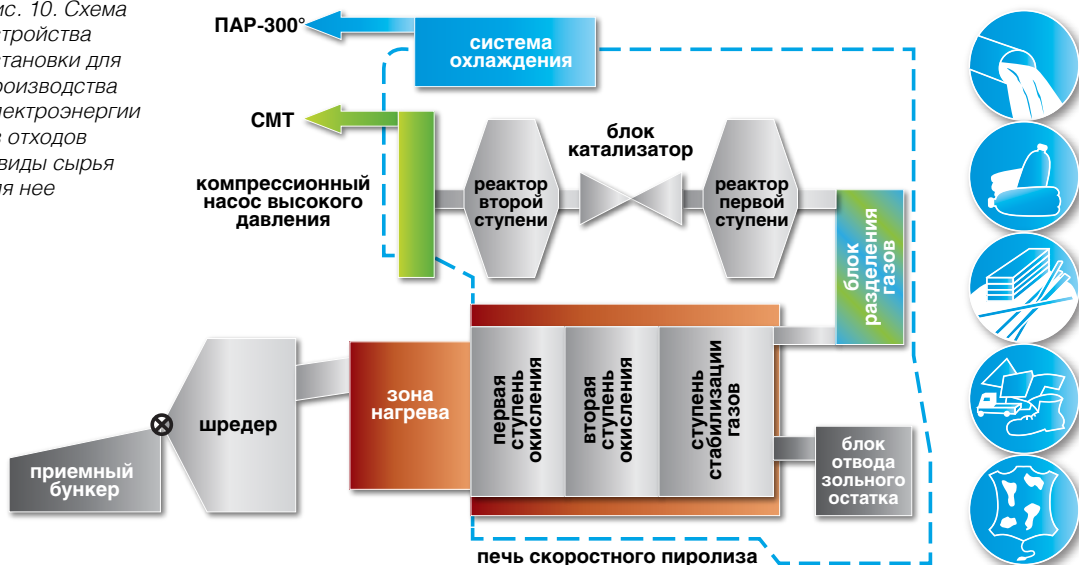 ис. 10. Схема
стройства
становки для
роизводства
лектроэнергии
з отходов
виды сырья
ля нее
ПАР-300°
система
охлаждения
СМТ
компрессионный
насос высокого
давления
реактор
второй
ступени
блок
катализатор
реактор
первой
ступени
блок
разделения
газов
приемный
бункер
шредер
зона
нагрева
первая
ступень
окисления
вторая
ступень
окисления
ступень
стабилизации
газов
блок
отвода
зольного
остатка
печь скоростного пиролиза